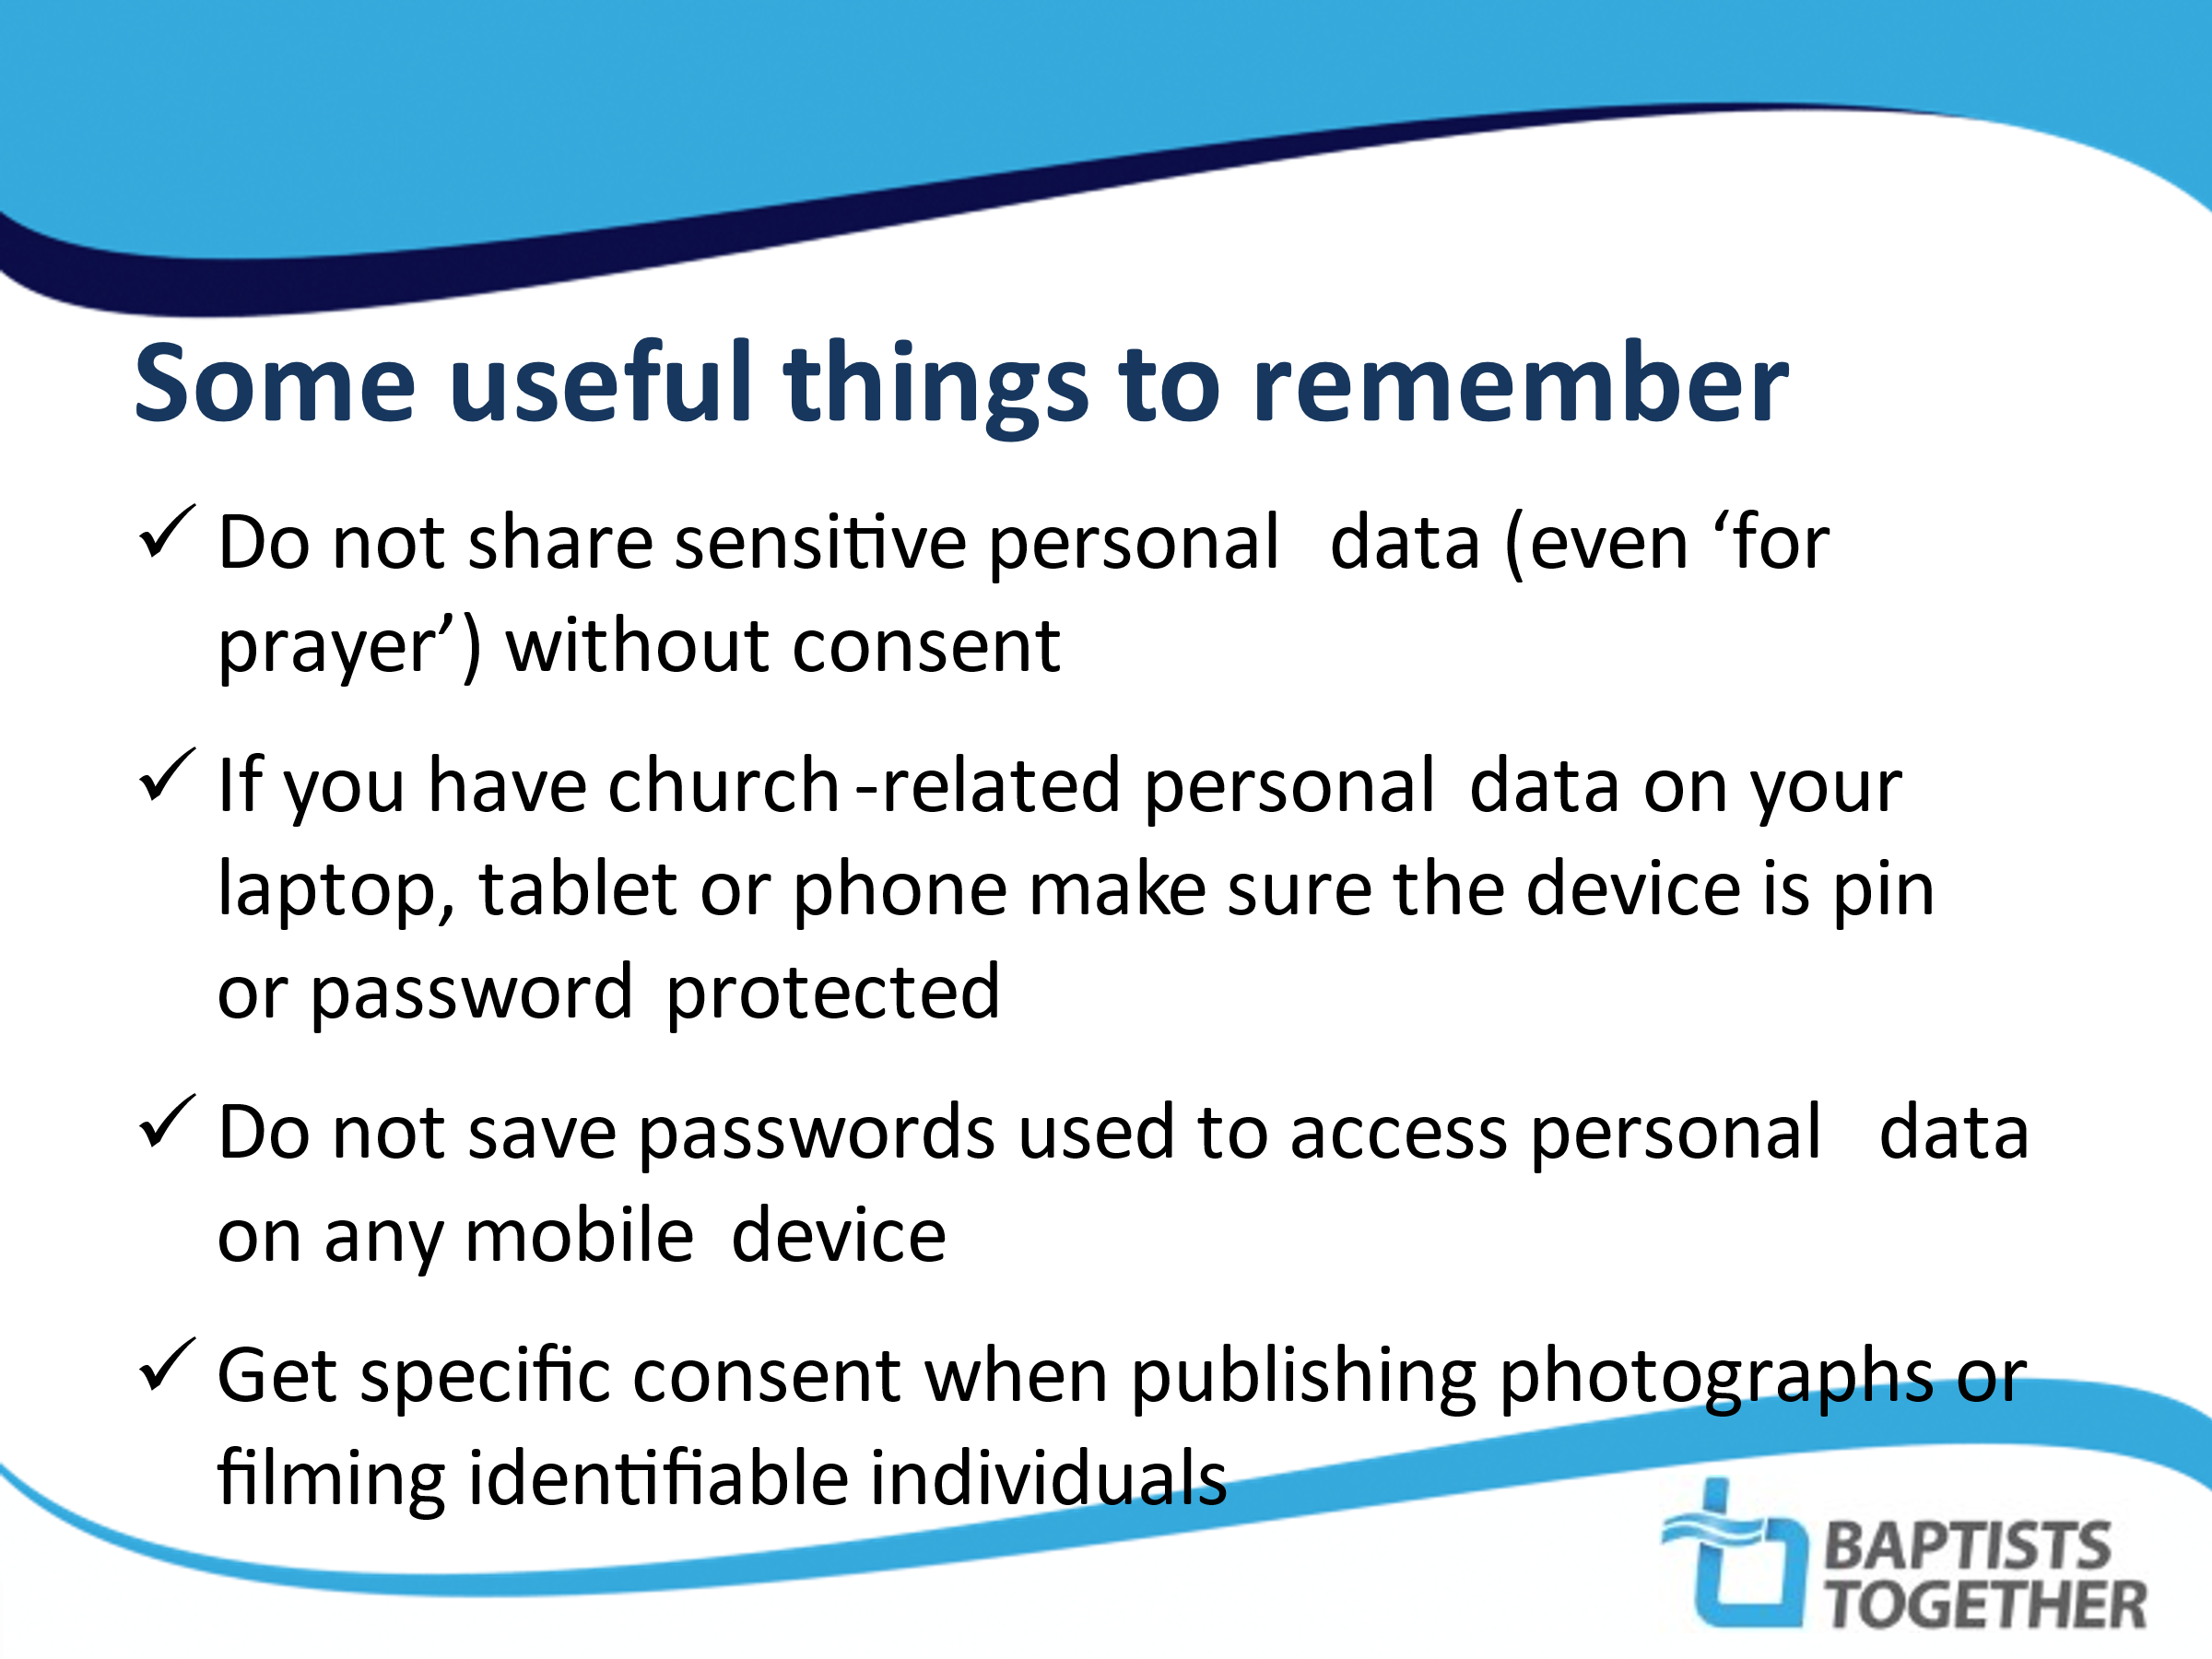 Some useful things to remember
✓ Do not share sensitive personal data (even ‘for
prayer’) without consent
✓ If you have church-related personal data on your
laptop, tablet or phone make sure the device is pin
or password protected
✓ Do not save passwords used to access personal data
on any mobile device
✓ Get specific consent when publishing photographs or
filming identifiable individuals
BAPTISTS
TOGETHER